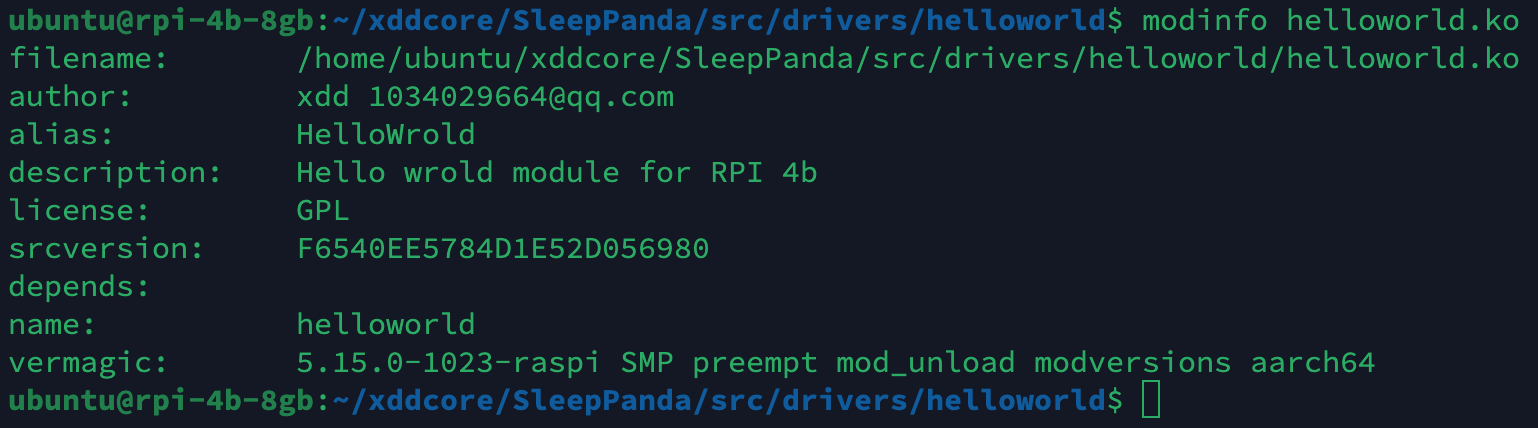 ubuntu@rpi-4b-8gb:~/xddcore/SleepPanda/src/drivers/helloworld$ modinfo helloworld.ko
filename:       /home/ubuntu/xddcore/SleepPanda/src/drivers/helloworld/helloworld.ko
author:         xdd 1034029664@qq.com
alias:          HelloWrold
description:    Hello wrold module for RPI 4b
license:        GPL
srcversion:     F6540EE5784D1E52D056980
depends:
name:           helloworld
vermagic:       5.15.0-1023-raspi SMP preempt mod_unload modversions aarch64
ubuntu@rpi-4b-8gb:~/xddcore/SleepPanda/src/drivers/helloworld$